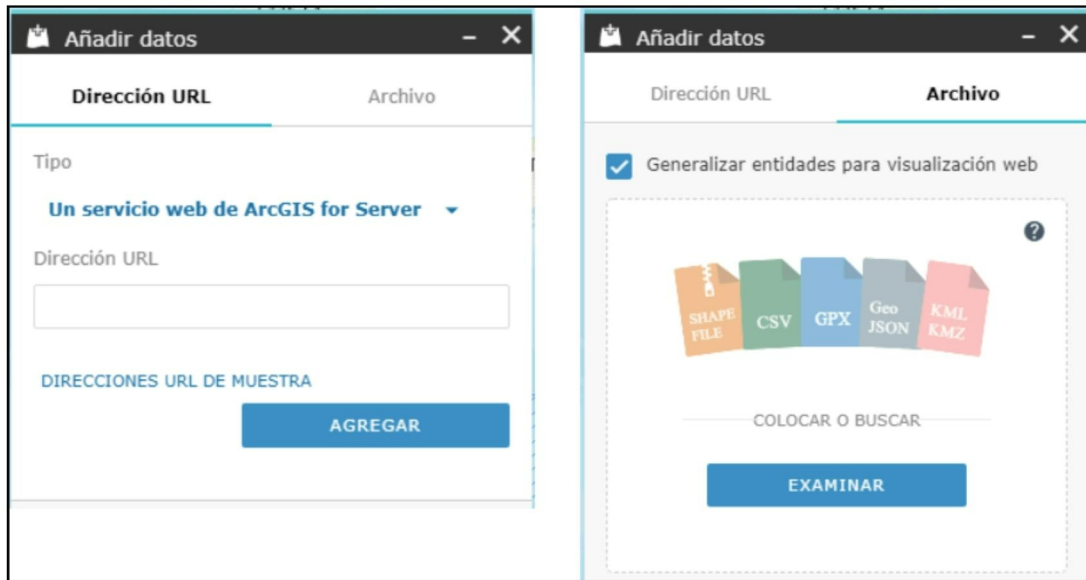 Añadir datos
Dirección URL
Archivo
Tipo
Un servicio web de ArcGIS for Server
Dirección URL
DIRECCIONES URL DE MUESTRA
AGREGAR
Añadir datos
Dirección URL
Archivo
Generalizar entidades para visualización web
?
SHAPE
FILE
CSV
GPX
Geo
JSON
KML
KMZ
COLOCAR O BUSCAR
EXAMINAR